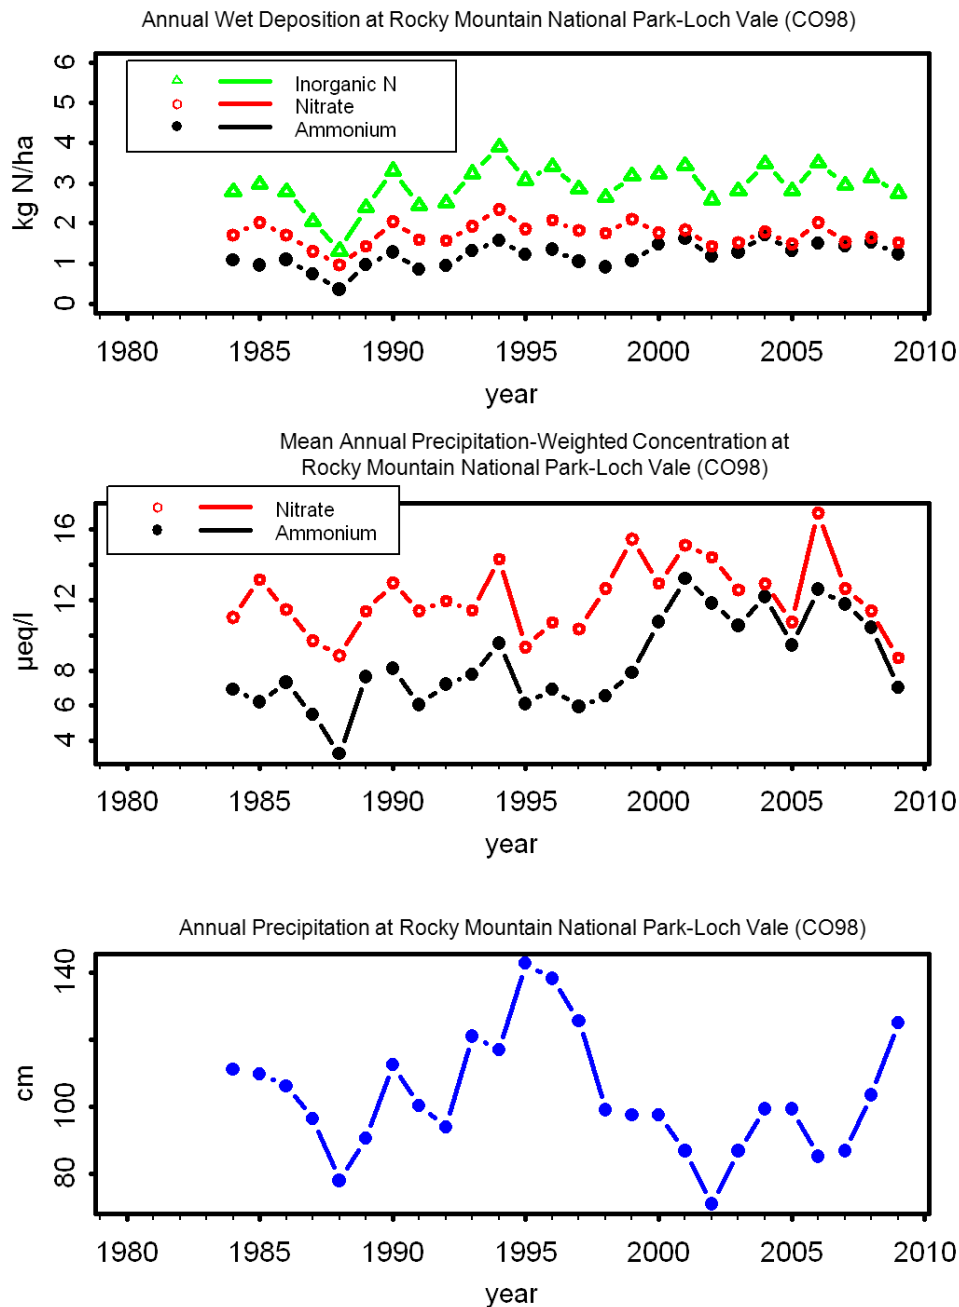 Annual Wet Deposition at Rocky Mountain National Park-Loch Vale (CO98)
6
5
4
3
2
1
0
kg N/ha
Inorganic N
Nitrate
Ammonium
1980 1985 1990 1995 2000 2005 2010
year
Mean Annual Precipitation-Weighted Concentration at
Rocky Mountain National Park-Loch Vale (CO98)
16
12
8
6
4
µeq/l
Nitrate
Ammonium
1980 1985 1990 1995 2000 2005 2010
year
Annual Precipitation at Rocky Mountain National Park-Loch Vale (CO98)
140
100
80
cm
1980 1985 1990 1995 2000 2005 2010
year